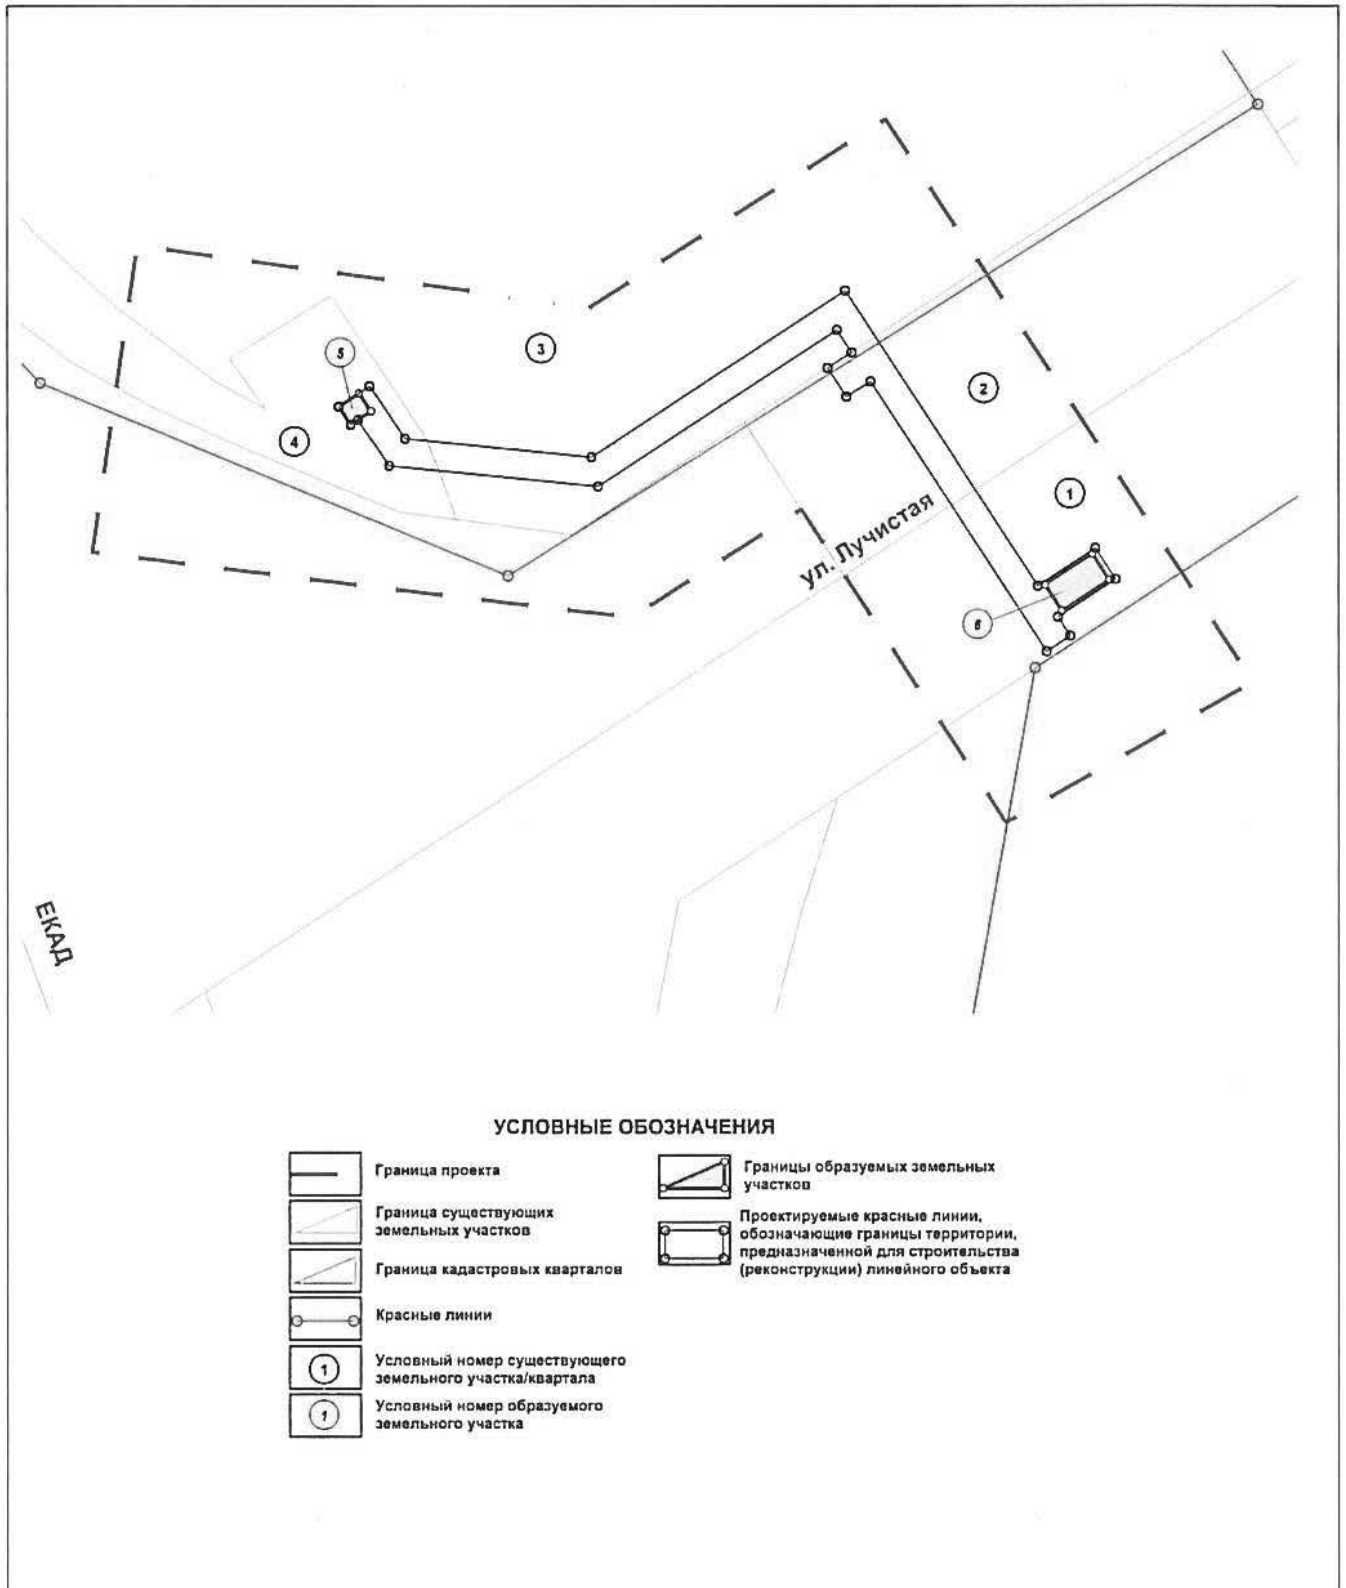 3
2
5
4
1
ул. Лучистая
6
ЕКАД
УСЛОВНЫЕ ОБОЗНАЧЕНИЯ
Граница проекта
Граница существующих
земельных участков
Граница кадастровых кварталов
Красные линии
1
Условный номер существующего
земельного участка/квартала
1
Условный номер образуемого
земельного участка
Границы образуемых земельных
участков
Проектируемые красные линии,
обозначающие границы территории,
предназначенной для строительства
(реконструкции) линейного объекта